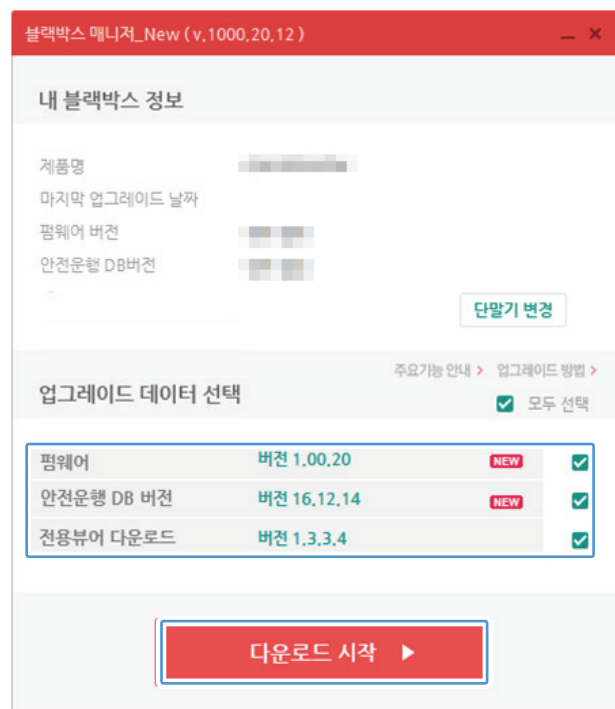 블랙박스 매니저_New ( v.1000.20.12 )
내 블랙박스 정보
제품명
마지막 업그레이드 날짜
펌웨어 버전
안전운행 DB버전
단말기 변경
주요기능 안내 > 업그레이드 방법 >
업그레이드 데이터 선택
모두 선택
펌웨어 버전 1.00.20 NEW
안전운행 DB 버전 버전 16.12.14 NEW
전용뷰어 다운로드 버전 1.3.3.4
다운로드 시작